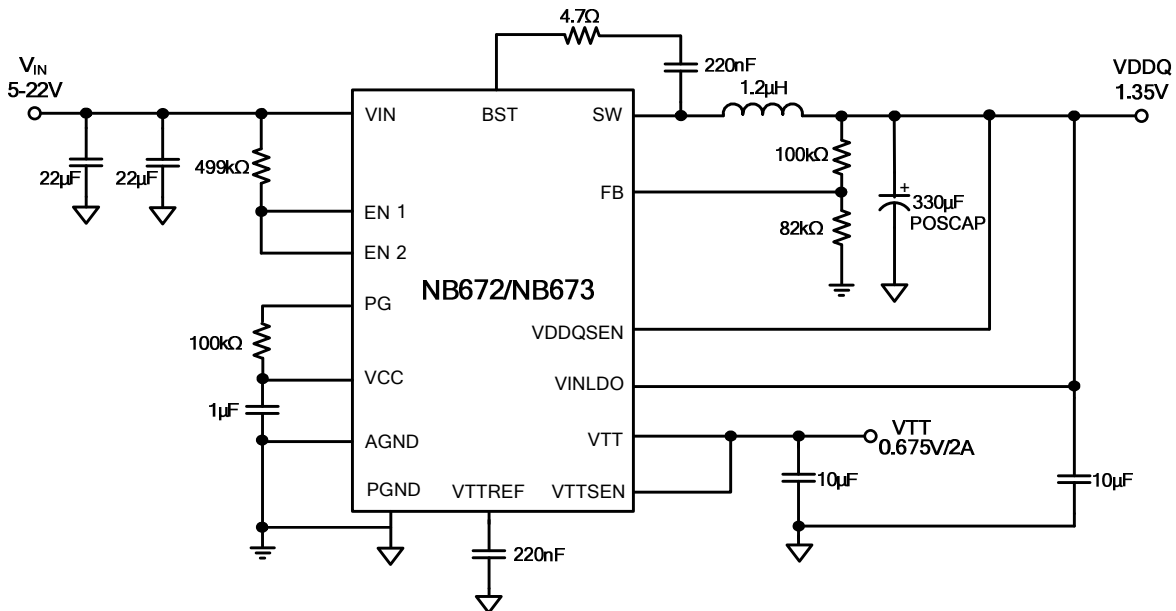 4.7Ω
VIN
5-22V
220nF
1.2µH
VDDQ
1.35V
VIN
BST
SW
22µF
22µF
499kΩ
100kΩ
FB
EN 1
82kΩ
+
330µF
POSCAP
EN 2
NB672/NB673
PG
VDDQSEN
100kΩ
VCC
VINLDO
1µF
AGND
VTT
VTT
0.675V/2A
PGND
VTTREF
VTTSEN
10µF
10µF
220nF